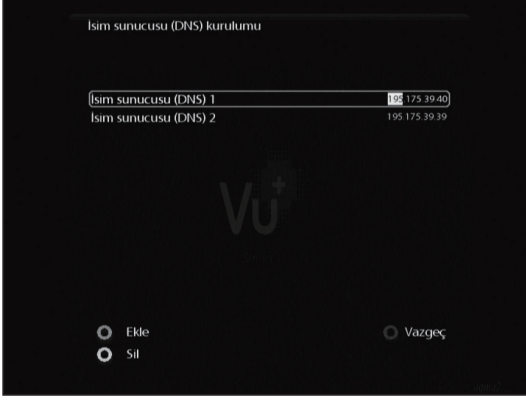 İsim sunucusu (DNS) kurulumu
İsim sunucusu (DNS) 1 195.175.39.40
İsim sunucusu (DNS) 2 195.175.39.39
Vu+
Ekle Vazgeç
Sil